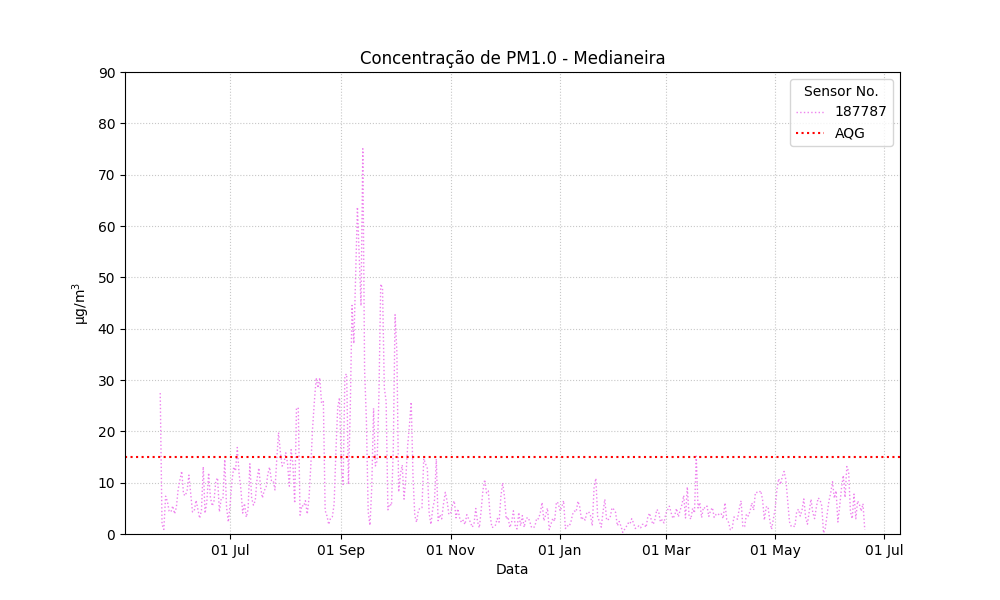 Concentração de PM1.0 - Medianeira
90
80
70
60
50
40
30
20
10
0
µg/m³
Sensor No.
187787
AQG
01 Jul
01 Sep
01 Nov
01 Jan
01 Mar
01 May
01 Jul
Data